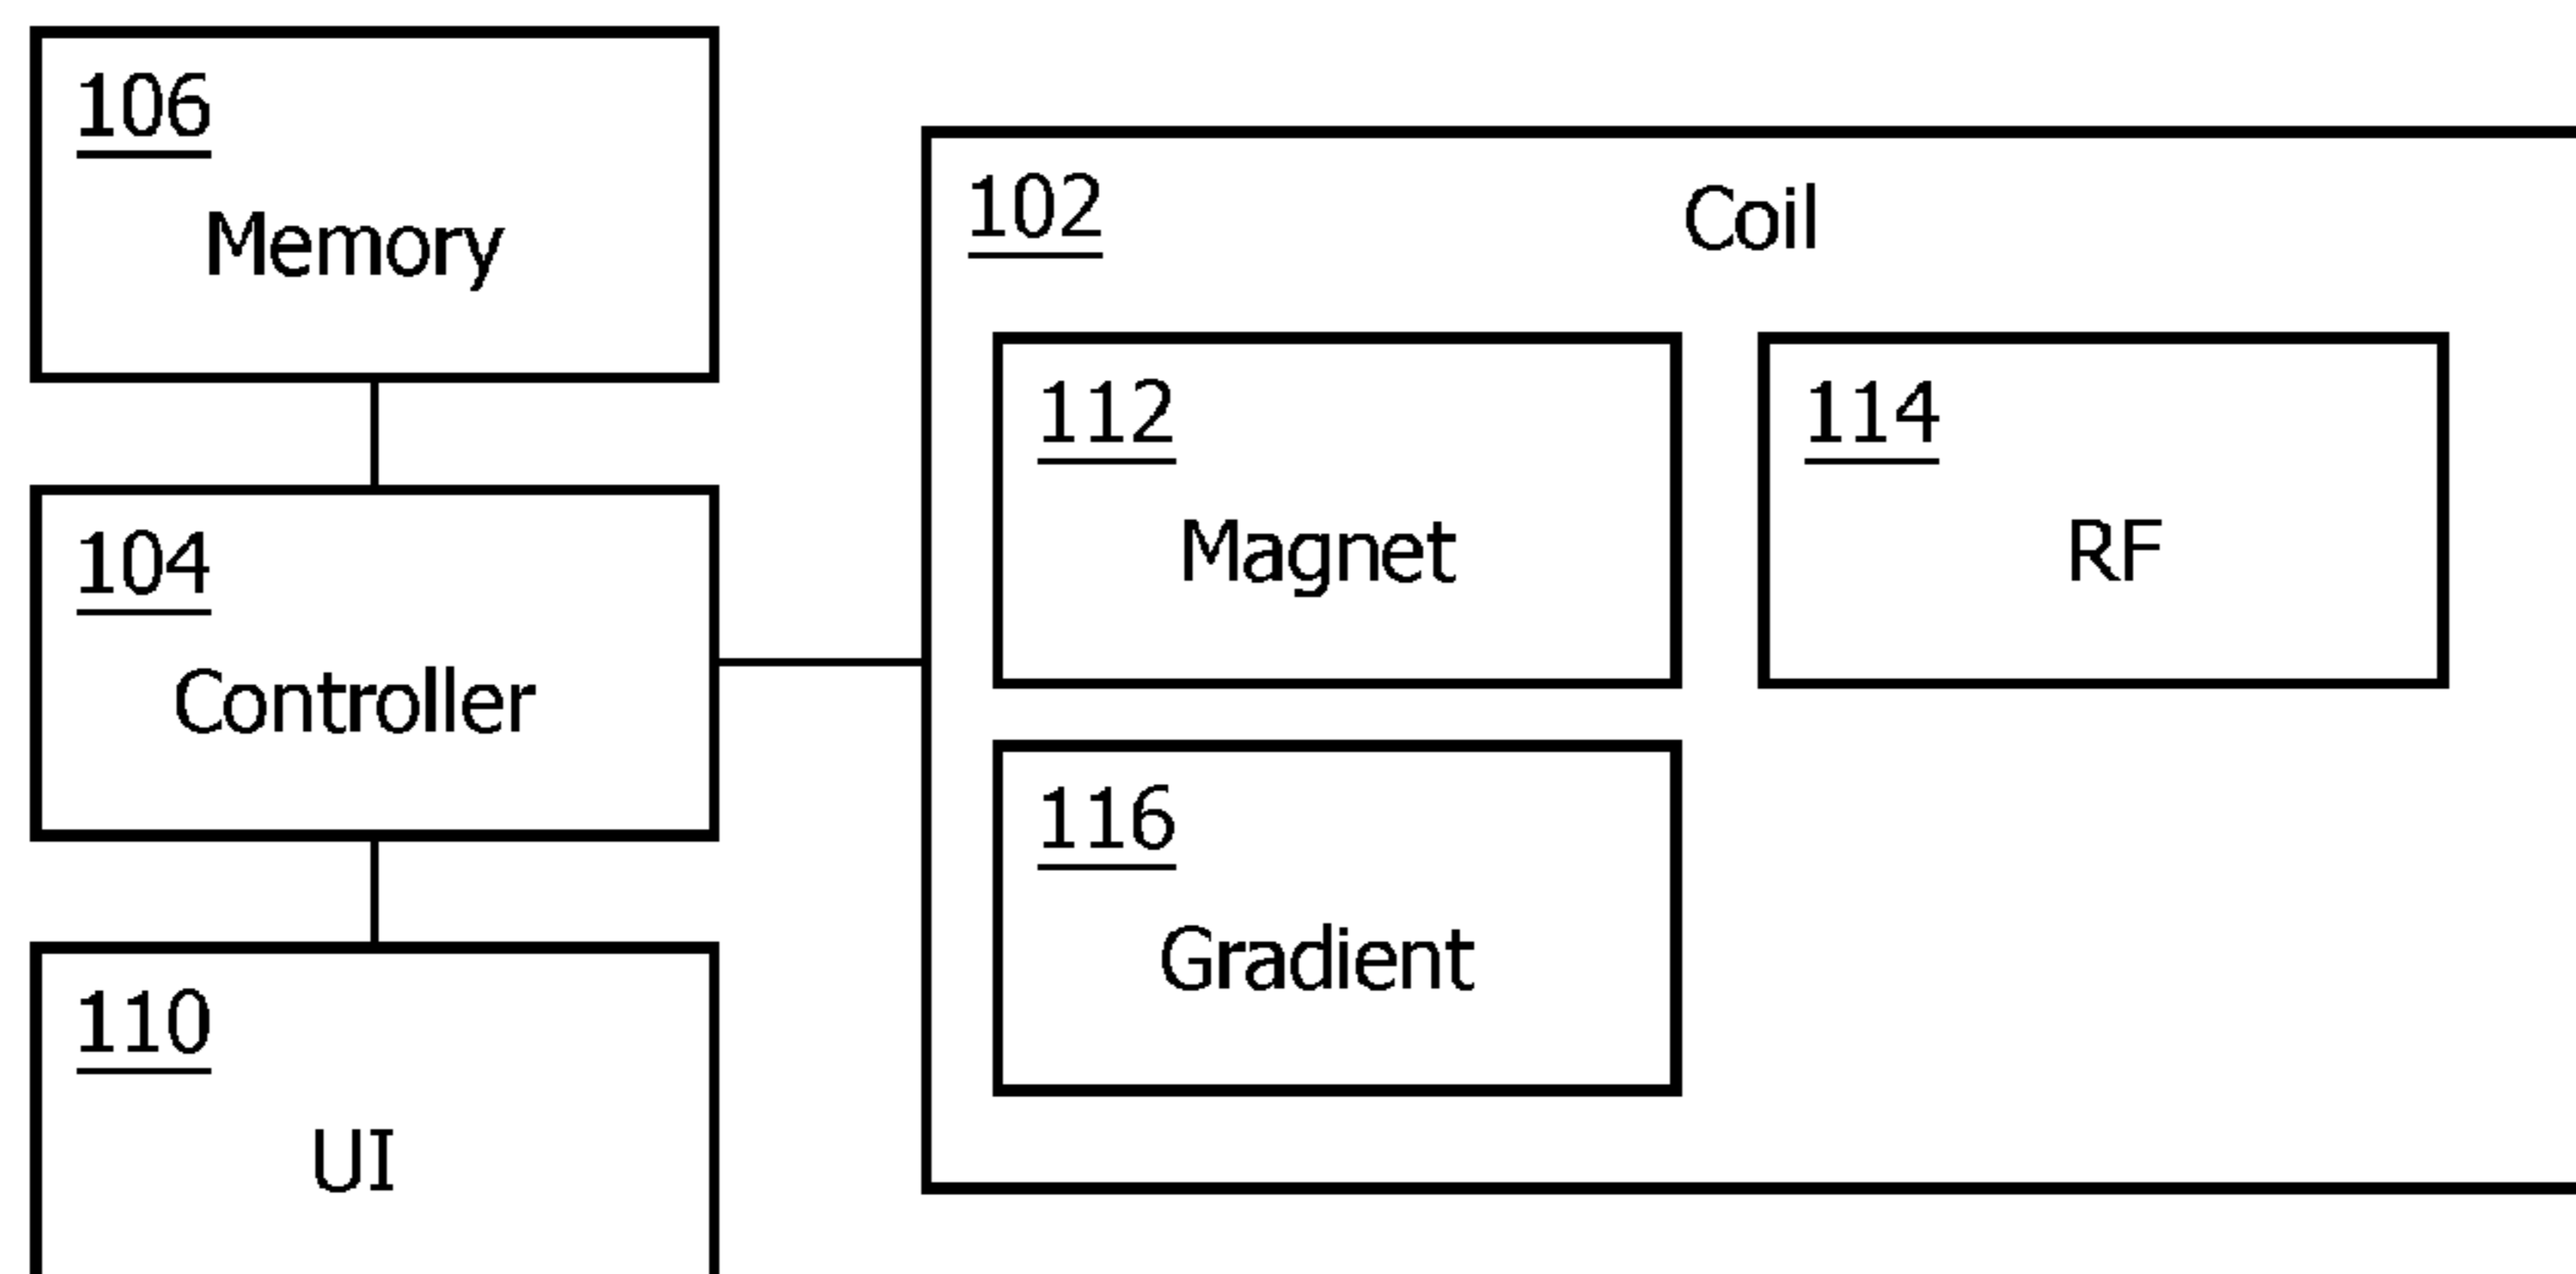 106
Memory
104
Controller
110
UI
102
Coil
112
Magnet
114
RF
116
Gradient